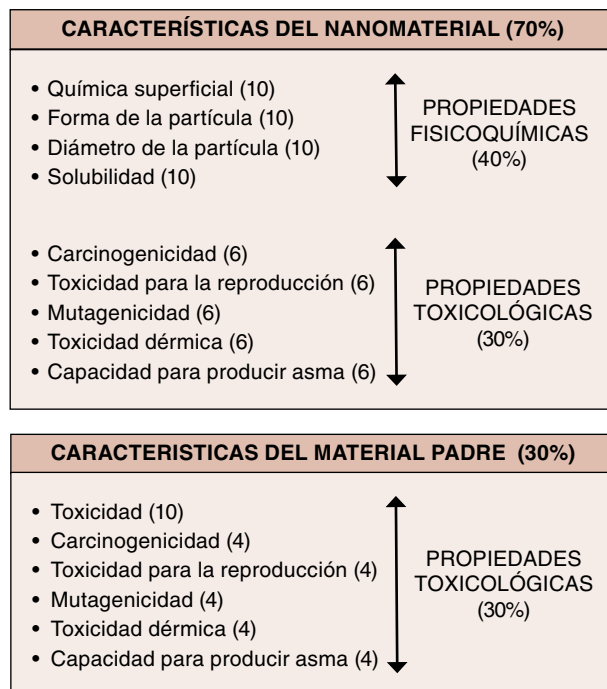 CARACTERÍSTICAS DEL NANOMATERIAL (70%)
• Química superficial (10)
• Forma de la partícula (10)
• Diámetro de la partícula (10)
• Solubilidad (10)
PROPIEDADES
FISICOQUÍMICAS
(40%)
• Carcinogenicidad (6)
• Toxicidad para la reproducción (6)
• Mutagenicidad (6)
• Toxicidad dérmica (6)
• Capacidad para producir asma (6)
PROPIEDADES
TOXICOLÓGICAS
(30%)
CARACTERISTICAS DEL MATERIAL PADRE (30%)
• Toxicidad (10)
• Carcinogenicidad (4)
• Toxicidad para la reproducción (4)
• Mutagenicidad (4)
• Toxicidad dérmica (4)
• Capacidad para producir asma (4)
PROPIEDADES
TOXICOLÓGICAS
(30%)